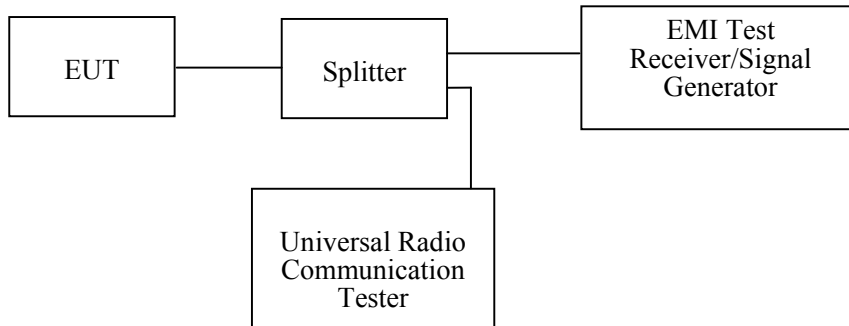 EUT
Splitter
EMI Test
Receiver/Signal
Generator
Universal Radio
Communication
Tester